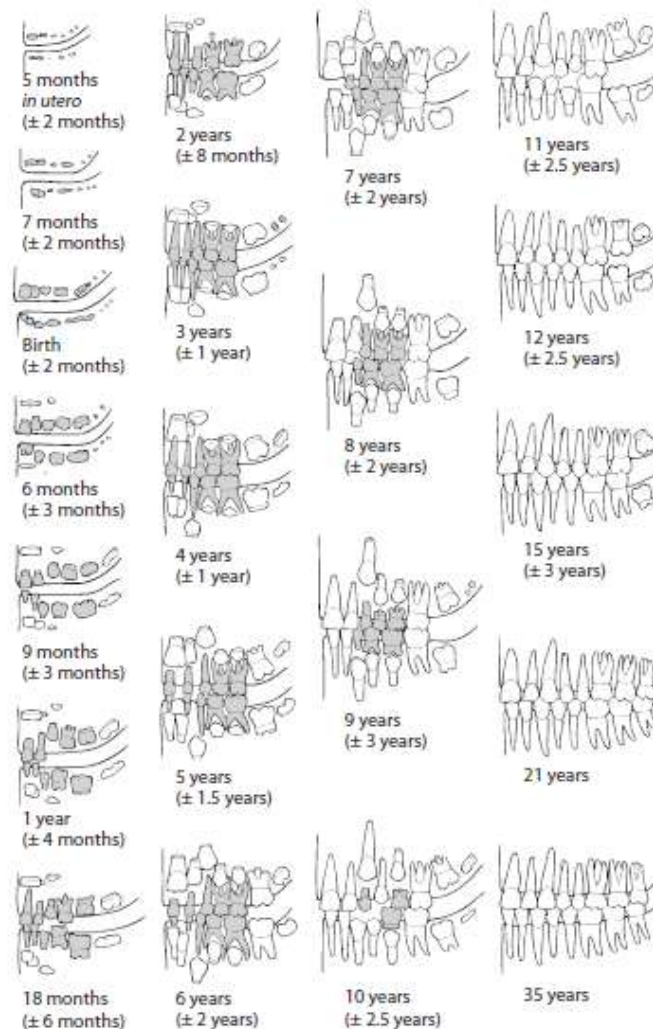 5 months
in utero
(± 2 months)
7 months
(± 2 months)
Birth
(± 2 months)
6 months
(± 3 months)
9 months
(± 3 months)
1 year
(± 4 months)
18 months
(± 6 months)
2 years
(± 8 months)
3 years
(± 1 year)
4 years
(± 1 year)
5 years
(± 1.5 years)
6 years
(± 2 years)
7 years
(± 2 years)
8 years
(± 2 years)
9 years
(± 3 years)
10 years
(± 2.5 years)
11 years
(± 2.5 years)
12 years
(± 2.5 years)
15 years
(± 3 years)
21 years
35 years